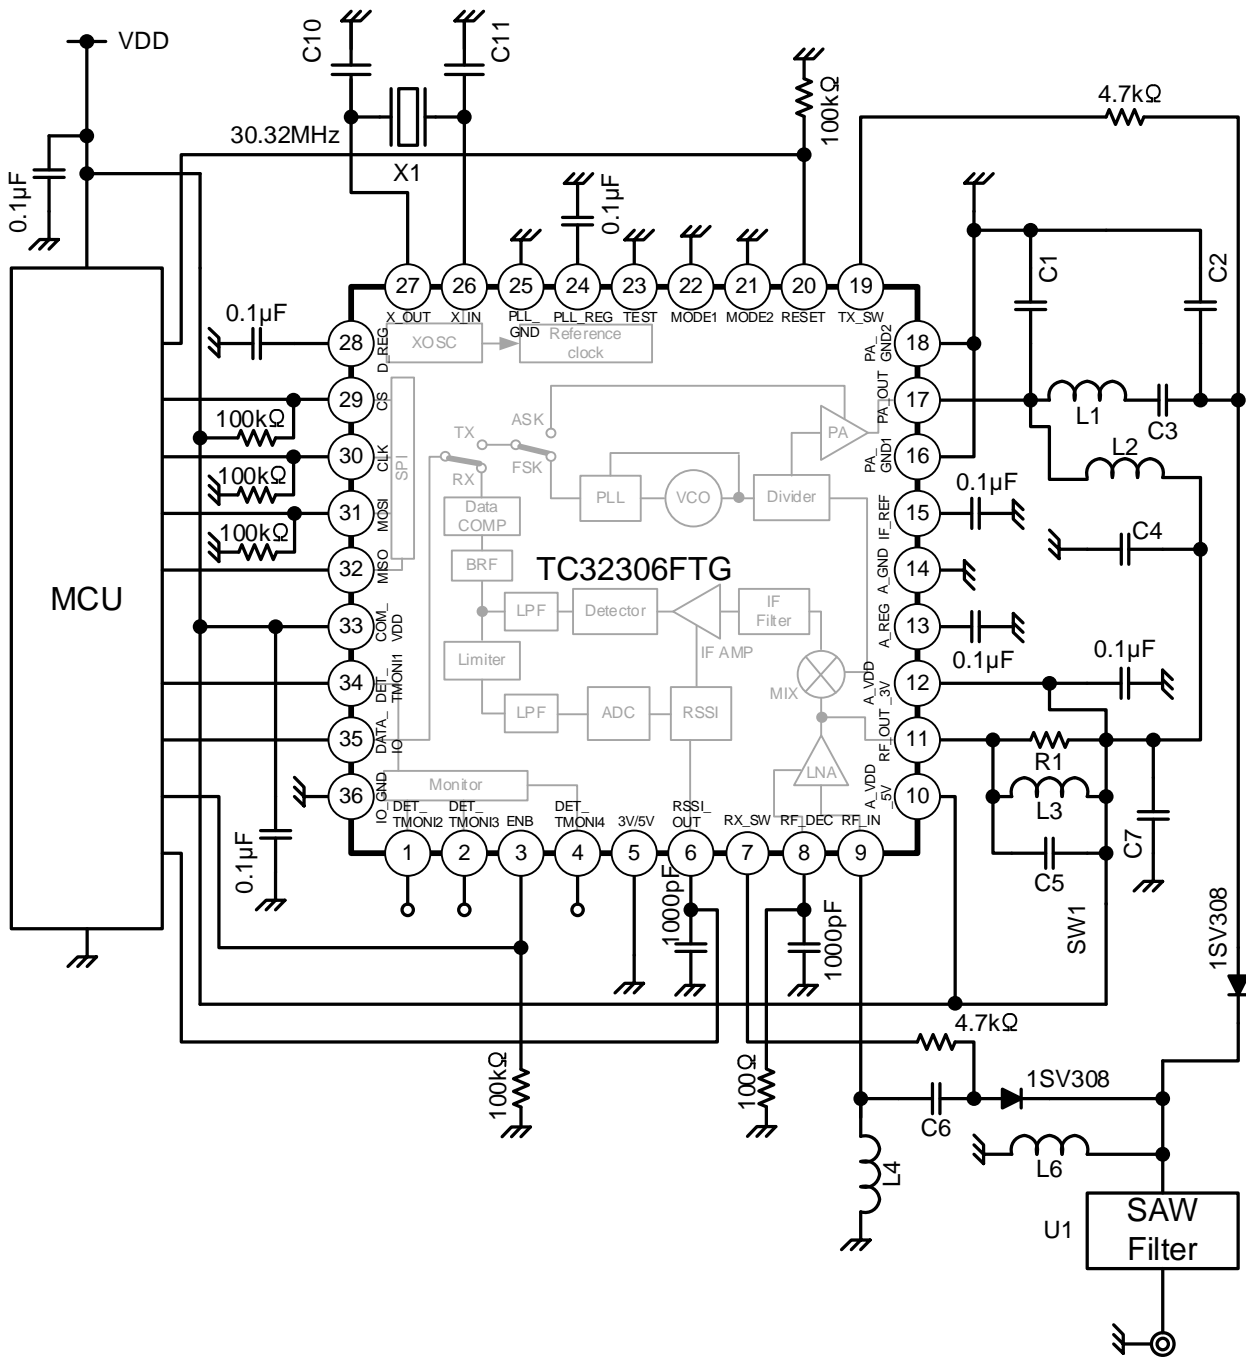 VDD
C10
C11
30.32MHz
X1
100kΩ
4.7kΩ
0.1µF
0.1µF
C1
C2
27
26
25
24
23
22
21
20
19
X_OUT
X_IN
PLL_
GND
PLL_REG
TEST
MODE1
MODE2
RESET
TX_SW
0.1µF
28
D_REG
XOSC
Reference
clock
PA_
GND2
18
29
CS
100kΩ
PA_OUT
17
L1
C3
ASK
TX
FSK
RX
PA
30
CLK
100kΩ
SPI
PA_
GND1
16
L2
31
MOSI
100kΩ
Data
COMP
PLL
VCO
Divider
IF_REF
15
0.1µF
32
MISO
BRF
TC32306FTG
A_GND
14
C4
MCU
33
COM_
VDD
LPF
Detector
IF AMP
IF
Filter
A_REG
13
0.1µF
34
DET_
TMONI1
Limiter
MIX
A_VDD
_3V
12
0.1µF
35
DATA_
IO
LPF
ADC
RSSI
RF_OUT
11
R1
36
IO_GND
Monitor
LNA
A_VDD
_5V
10
L3
C5
C7
DET_
TMONI2
DET_
TMONI3
ENB
DET_
TMONI4
3V/5V
RSSI_
OUT
RX_SW
RF_DEC
RF_IN
1
2
3
4
5
6
7
8
9
0.1µF
1000pF
1000pF
SW1
1SV308
4.7kΩ
100kΩ
100Ω
C6
1SV308
L4
L6
U1
SAW
Filter